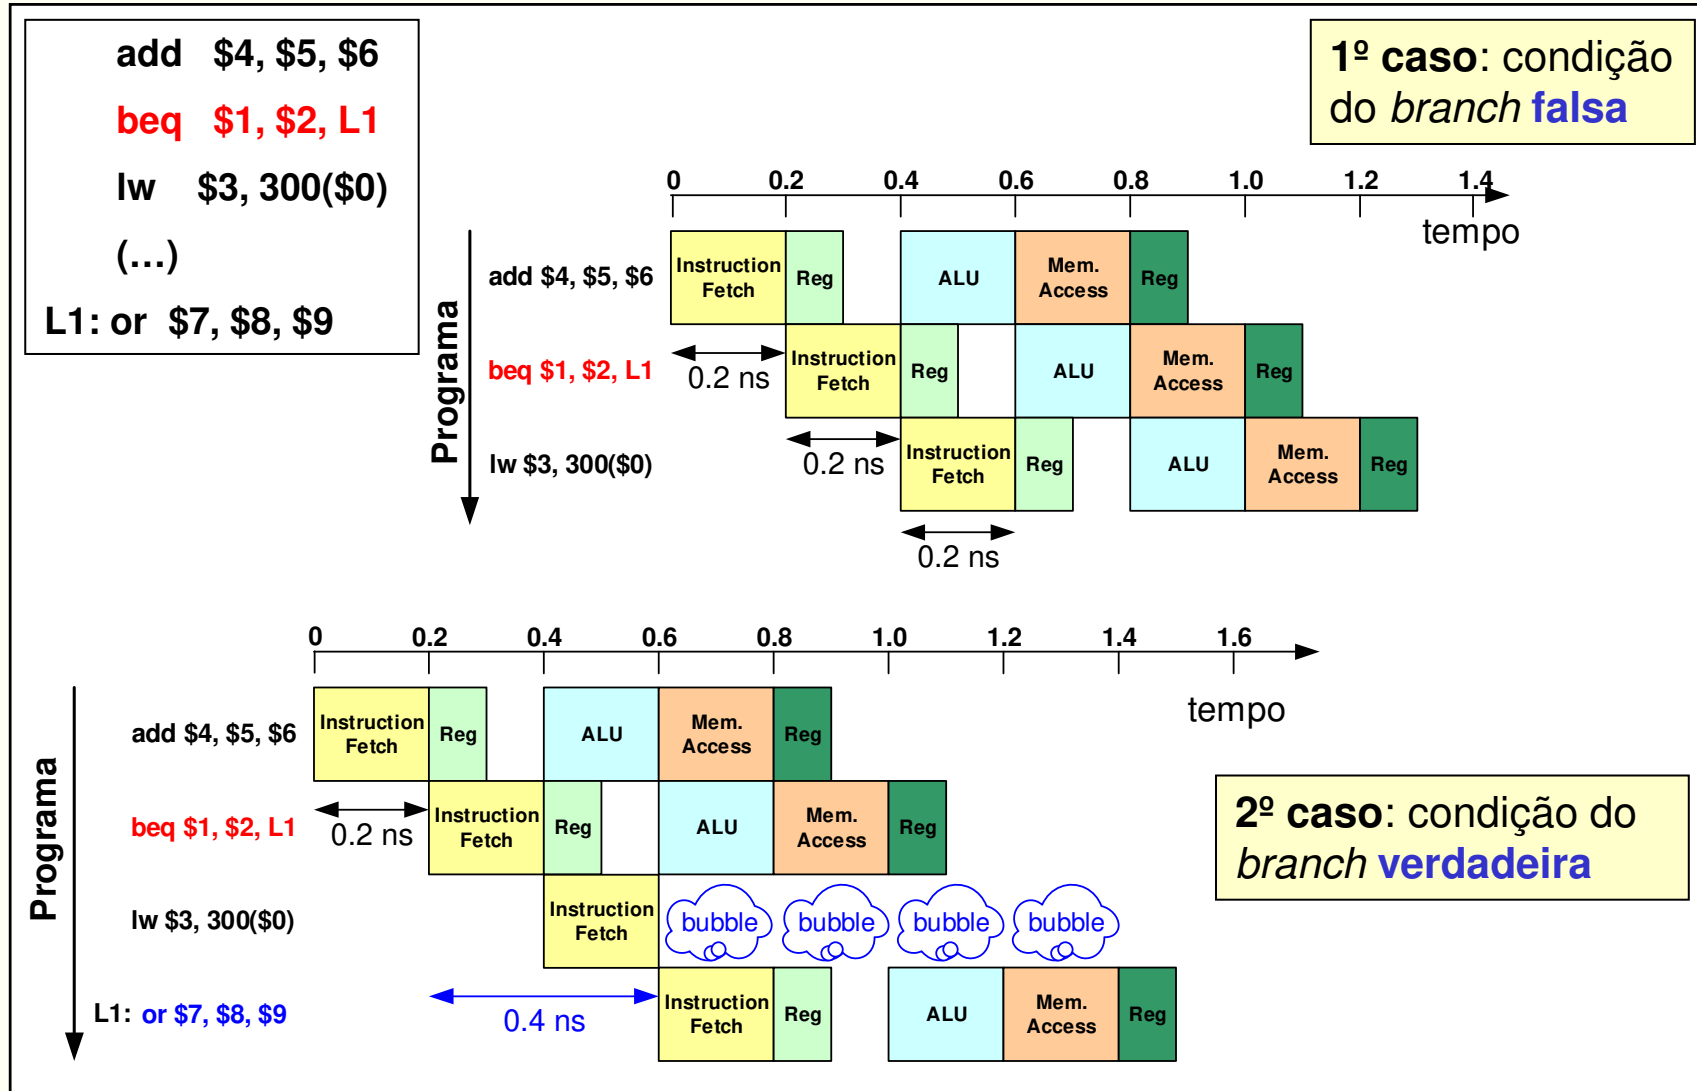 add $4, $5, $6
beq $1, $2, L1
lw $3, 300($0)
(…)
L1: or $7, $8, $9
1º caso: condição
do branch falsa
0 0.2 0.4 0.6 0.8 1.0 1.2 1.4
tempo
Programa
add $4, $5, $6
Instruction
Fetch
Reg
ALU
Mem.
Access
Reg
0.2 ns
beq $1, $2, L1
Instruction
Fetch
Reg
ALU
Mem.
Access
Reg
0.2 ns
lw $3, 300($0)
Instruction
Fetch
Reg
ALU
Mem.
Access
Reg
0.2 ns
0 0.2 0.4 0.6 0.8 1.0 1.2 1.4 1.6
tempo
Programa
add $4, $5, $6
Instruction
Fetch
Reg
ALU
Mem.
Access
Reg
0.2 ns
beq $1, $2, L1
Instruction
Fetch
Reg
ALU
Mem.
Access
Reg
2º caso: condição do
branch verdadeira
lw $3, 300($0)
Instruction
Fetch
bubble bubble bubble bubble
L1: or $7, $8, $9
0.4 ns
Instruction
Fetch
Reg
ALU
Mem.
Access
Reg